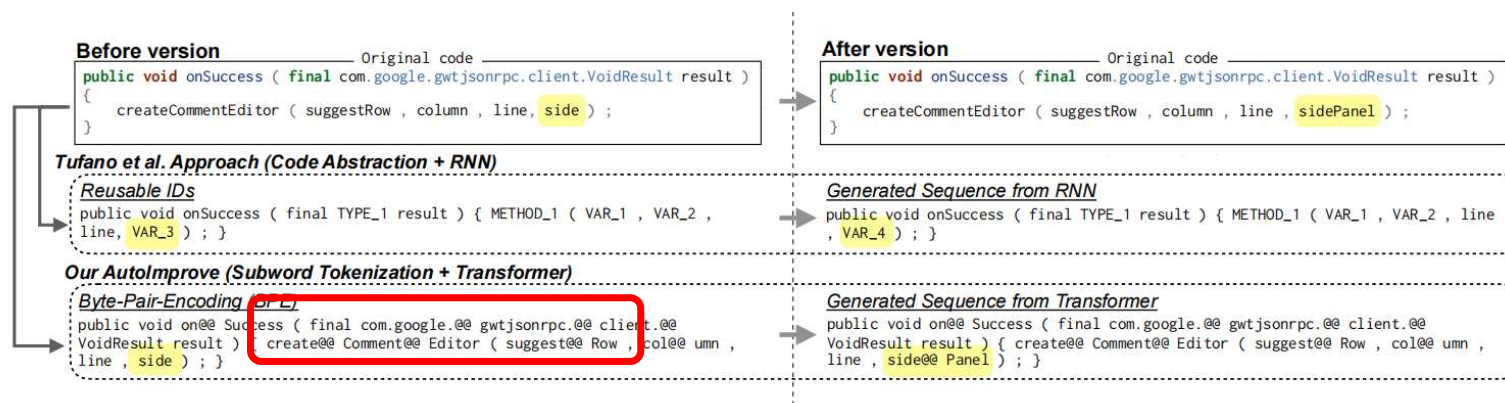 Before version
Original code
public void onSuccess ( final com.google.gwtjsonrpc.client.VoidResult result )
{
createCommentEditor ( suggestRow , column , line, side ) ;
}
After version
Original code
public void onSuccess ( final com.google.gwtjsonrpc.client.VoidResult result )
{
createCommentEditor ( suggestRow , column , line , sidePanel ) ;
}
Tufano et al. Approach (Code Abstraction + RNN)
Reusable IDs
public void onSuccess ( final TYPE_1 result ) { METHOD_1 ( VAR_1 , VAR_2 ,
line, VAR_3 ) ; }
Generated Sequence from RNN
public void onSuccess ( final TYPE_1 result ) { METHOD_1 ( VAR_1 , VAR_2 , line
, VAR_4 ) ; }
Our AutoImprove (Subword Tokenization + Transformer)
Byte-Pair-Encoding (BPE)
public void on@@ Success ( final com.google.@@ gwtjsonrpc.@@ client.@@
VoidResult result ) { create@@ Comment@@ Editor ( suggest@@ Row , col@@ umn ,
line , side ) ; }
Generated Sequence from Transformer
public void on@@ Success ( final com.google.@@ gwtjsonrpc.@@ client.@@
VoidResult result ) { create@@ Comment@@ Editor ( suggest@@ Row , col@@ umn ,
line , side@@ Panel ) ; }